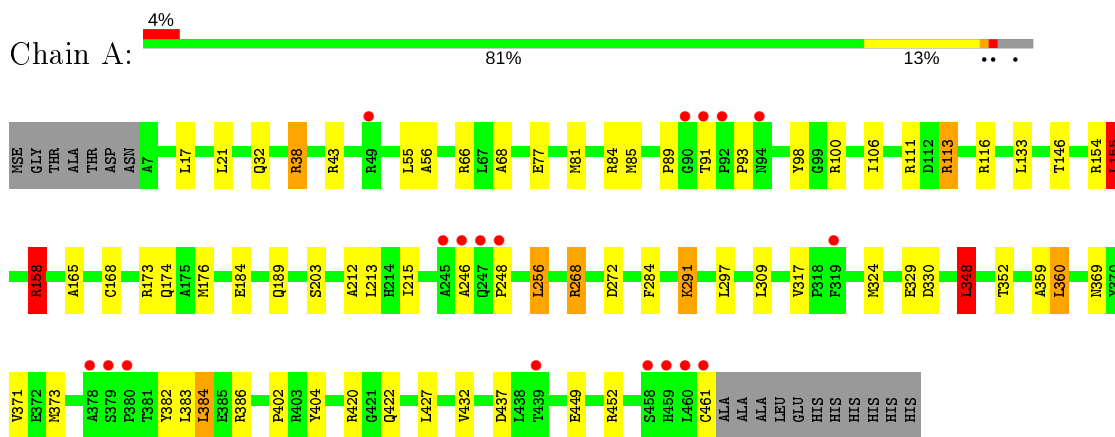 4%
Chain A:
81% 13% •• •
MSE GLY THR ALA THR ASP ASN A7 L17 L21 Q32 R38 R43 R49 L55 A56 R66 L67 A68 E77 M81 R84 M85 P89 G90 T91 P92 P93 N94 Y98 G99 R100 I106 R111 D112 R113 R116 L133 T146 R154 L155
R158 A165 C168 R173 Q174 A175 M176 E184 Q189 S203 A212 L213 H214 I215 A245 A246 Q247 P248 L256 R268 D272 F284 K291 L297 L309 V317 P318 F319 M324 E329 D330 L348 T352 A359 L360 N369 Y370
V371 E372 M373 A378 S379 P380 T381 Y382 L383 L384 E385 R386 P402 R403 Y404 R420 G421 Q422 L427 V432 D437 L438 T439 E449 R452 S458 H459 L460 C461 ALA ALA ALA LEU GLU HIS HIS HIS HIS HIS HIS